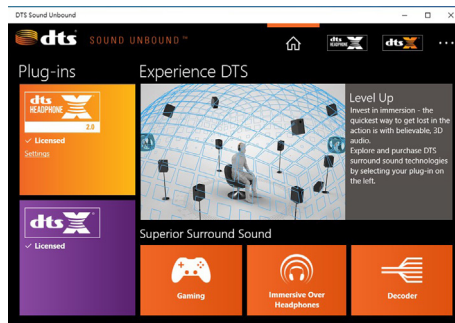 DTS Sound Unbound
dts SOUND UNBOUND™
dts HEADPHONE X
dts X
Plug-ins
dts
HEADPHONE X
2.0
✓ Licensed
Settings
dts X
✓ Licensed
Experience DTS
Level Up
Invest in immersion - the
quickest way to get lost in the
action is with believable, 3D
audio.
Explore and purchase DTS
surround sound technologies
by selecting your plug-in on
the left.
Superior Surround Sound
Gaming
Immersive Over
Headphones
Decoder